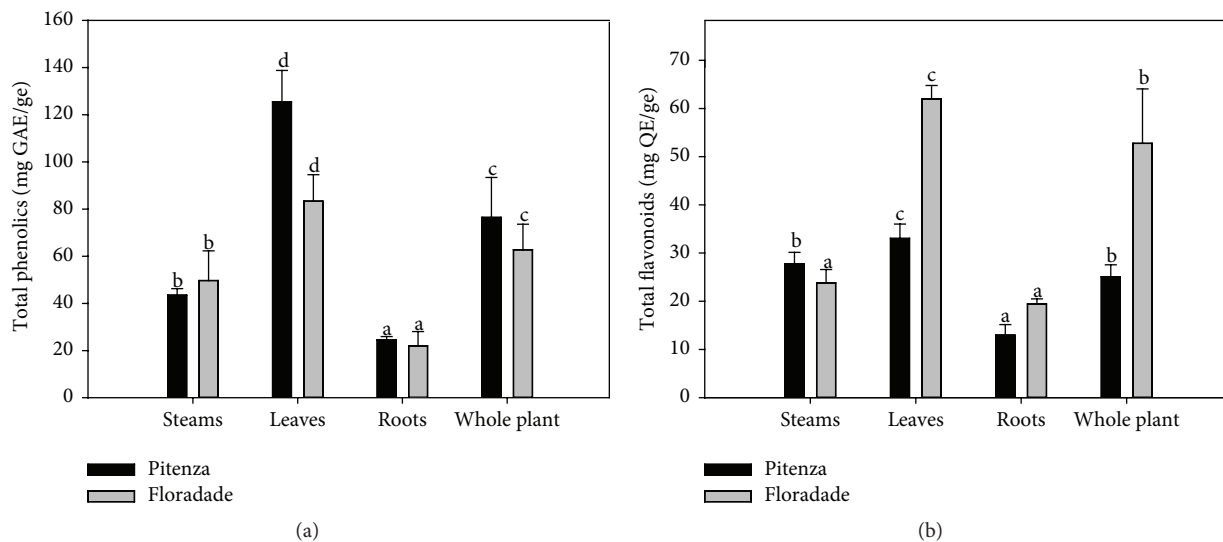 160
140
120
100
80
60
40
20
0
Total phenolics (mg GAE/ge)
b
b
d
d
a
a
c
c
Steams
Leaves
Roots
Whole plant
Pitenza
Floradade
(a)
70
60
50
40
30
20
10
0
Total flavonoids (mg QE/ge)
b
a
c
c
a
a
b
b
Steams
Leaves
Roots
Whole plant
Pitenza
Floradade
(b)